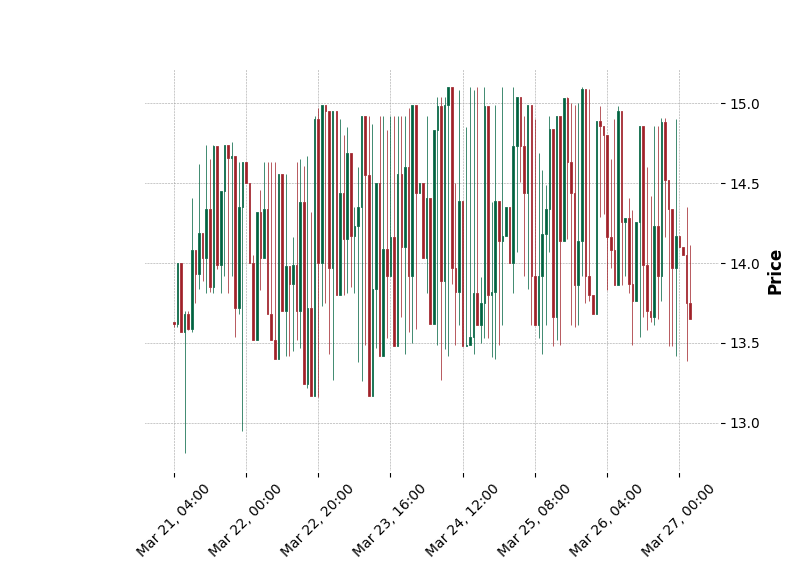 15.0
14.5
14.0
13.5
13.0
Price
Mar 21, 04:00
Mar 22, 00:00
Mar 22, 20:00
Mar 23, 16:00
Mar 24, 12:00
Mar 25, 08:00
Mar 26, 04:00
Mar 27, 00:00